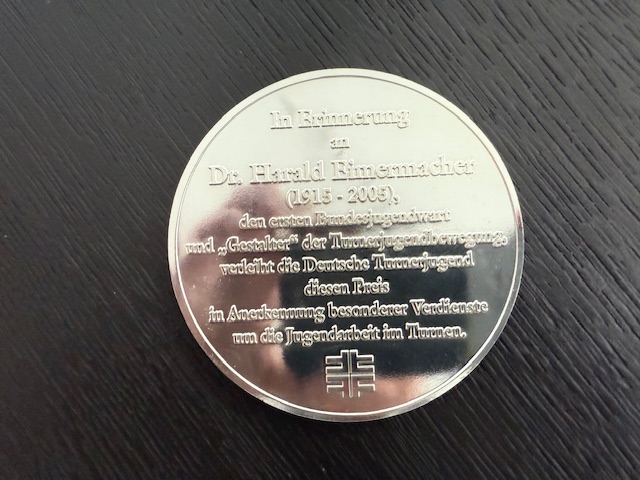 In Erinnerung
an
Dr. Harald Eimermacher
(1915 - 2005),
den ersten Bundesjugendwart
und „Gestalter“ der Turnerjugendbewegung,
verleiht die Deutsche Turnerjugend
diesen Preis
in Anerkennung besonderer Verdienste
um die Jugendarbeit im Turnen.